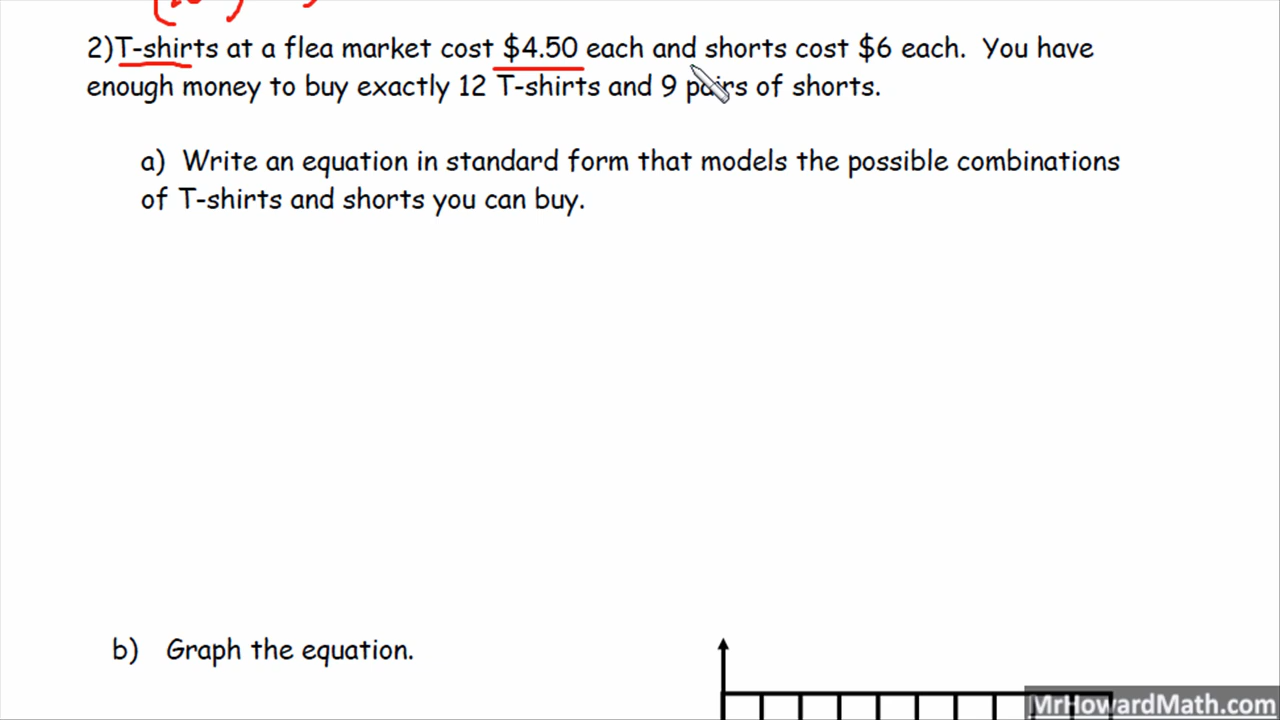 2) T-shirts at a flea market cost $4.50 each and shorts cost $6 each. You have
enough money to buy exactly 12 T-shirts and 9 pairs of shorts.
a) Write an equation in standard form that models the possible combinations
of T-shirts and shorts you can buy.
b) Graph the equation.
MrHowardMath.com